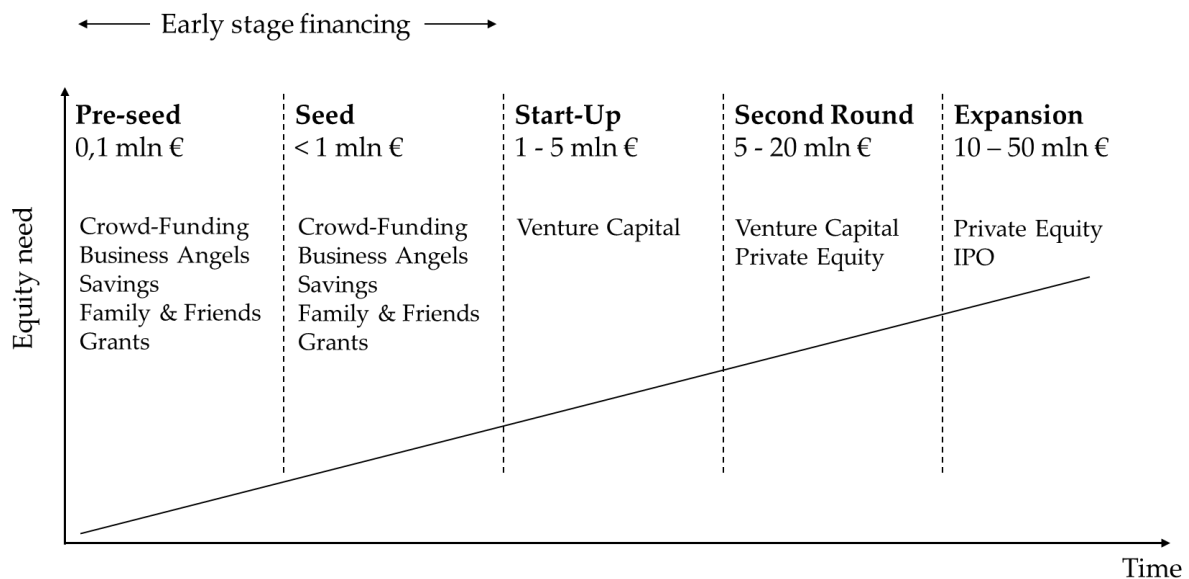 Early stage financing
Pre-seed
0,1 mln €
Crowd-Funding
Business Angels
Savings
Family & Friends
Grants
Seed
< 1 mln €
Crowd-Funding
Business Angels
Savings
Family & Friends
Grants
Start-Up
1 - 5 mln €
Venture Capital
Second Round
5 - 20 mln €
Venture Capital
Private Equity
Expansion
10 – 50 mln €
Private Equity
IPO
Equity need
Time